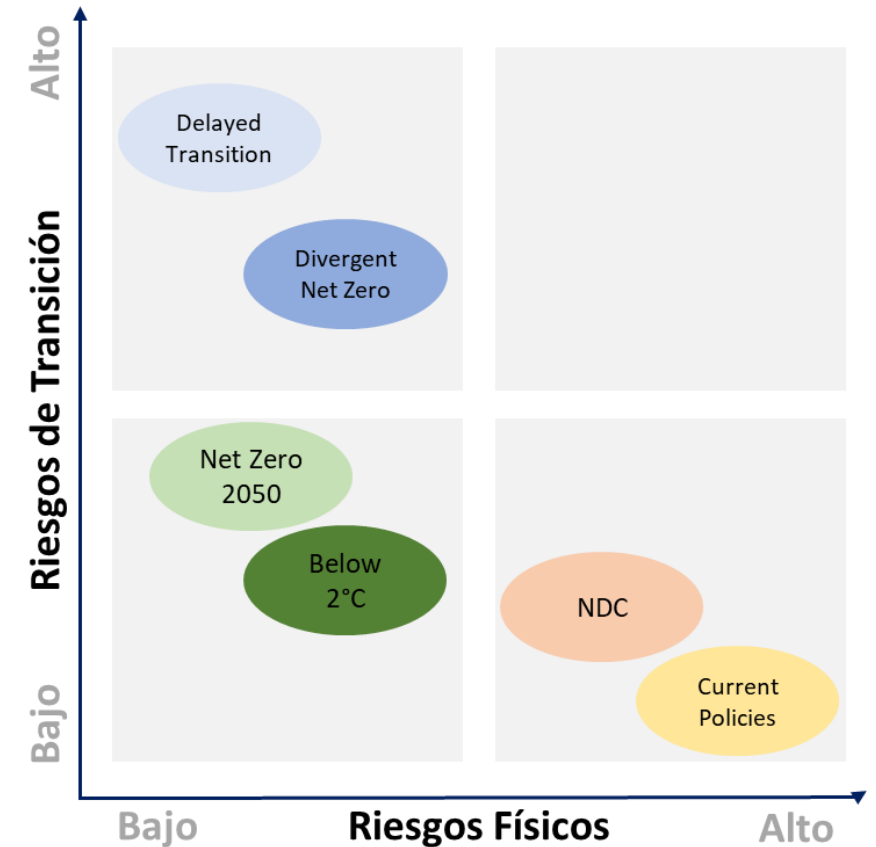 Alto
Riesgos de Transición
Bajo
Delayed
Transition
Divergent
Net Zero
Net Zero
2050
Below
2°C
NDC
Current
Policies
Bajo
Riesgos Físicos
Alto